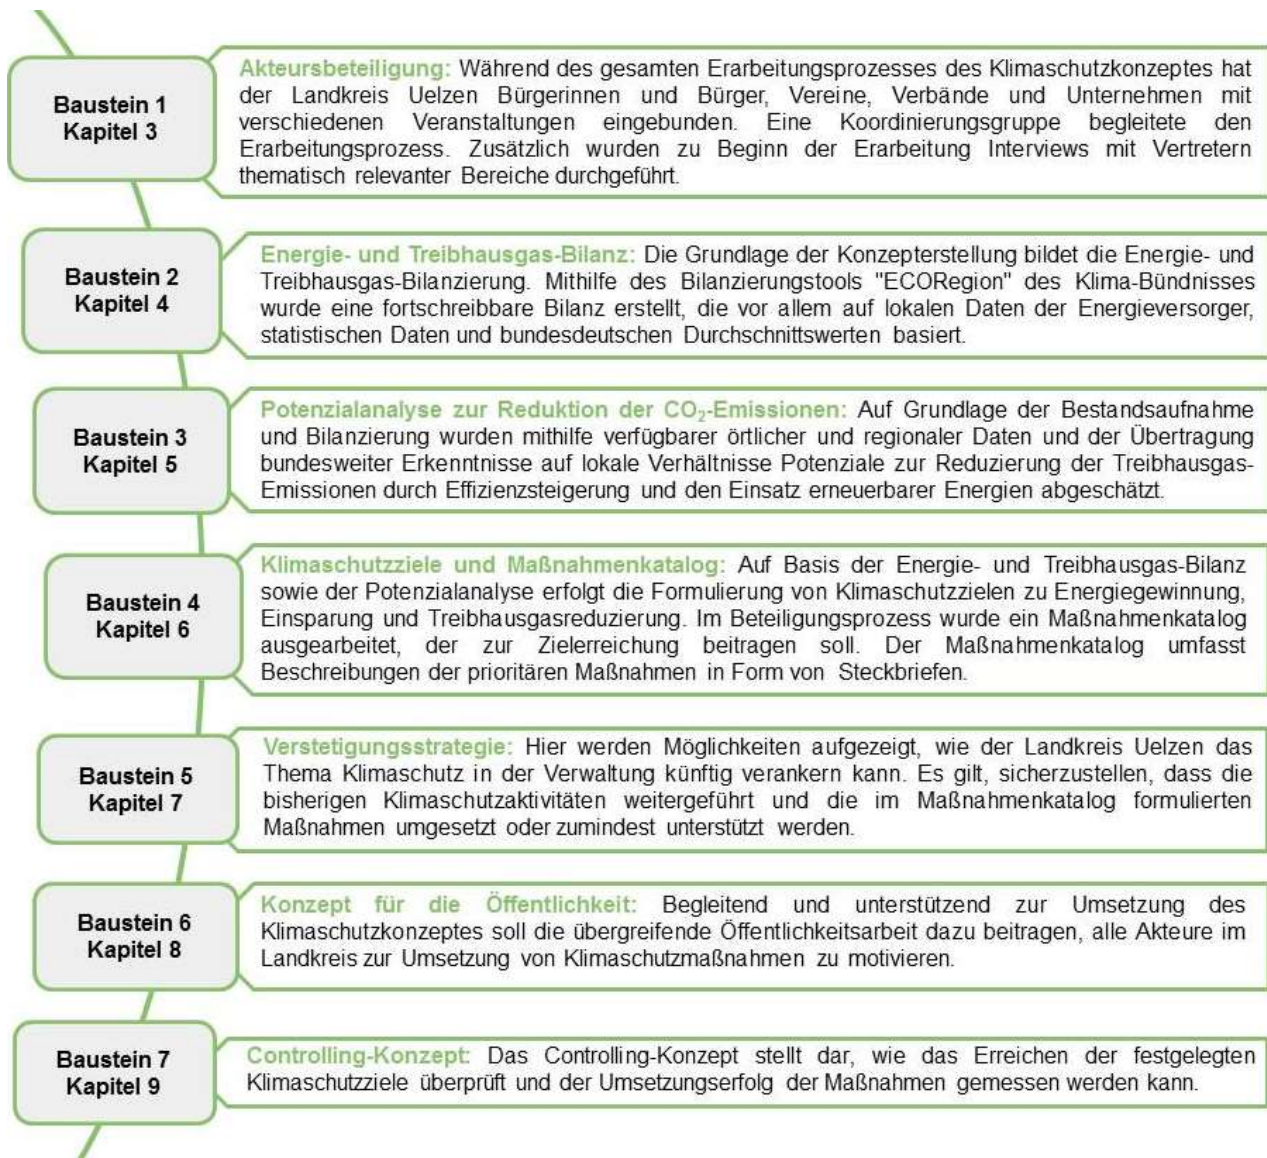 Baustein 1
Kapitel 3
Akteursbeteiligung: Während des gesamten Erarbeitungsprozesses des Klimaschutzkonzeptes hat
der Landkreis Uelzen Bürgerinnen und Bürger, Vereine, Verbände und Unternehmen mit
verschiedenen Veranstaltungen eingebunden. Eine Koordinierungsgruppe begleitete den
Erarbeitungsprozess. Zusätzlich wurden zu Beginn der Erarbeitung Interviews mit Vertretern
thematisch relevanter Bereiche durchgeführt.
Baustein 2
Kapitel 4
Energie- und Treibhausgas-Bilanz: Die Grundlage der Konzepterstellung bildet die Energie- und
Treibhausgas-Bilanzierung. Mithilfe des Bilanzierungstools "ECORegion" des Klima-Bündnisses
wurde eine fortschreibbare Bilanz erstellt, die vor allem auf lokalen Daten der Energieversorger,
statistischen Daten und bundesdeutschen Durchschnittswerten basiert.
Baustein 3
Kapitel 5
Potenzialanalyse zur Reduktion der CO₂-Emissionen: Auf Grundlage der Bestandsaufnahme
und Bilanzierung wurden mithilfe verfügbarer örtlicher und regionaler Daten und der Übertragung
bundesweiter Erkenntnisse auf lokale Verhältnisse Potenziale zur Reduzierung der Treibhausgas-
Emissionen durch Effizienzsteigerung und den Einsatz erneuerbarer Energien abgeschätzt.
Baustein 4
Kapitel 6
Klimaschutzziele und Maßnahmenkatalog: Auf Basis der Energie- und Treibhausgas-Bilanz
sowie der Potenzialanalyse erfolgt die Formulierung von Klimaschutzzielen zu Energiegewinnung,
Einsparung und Treibhausgasreduzierung. Im Beteiligungsprozess wurde ein Maßnahmenkatalog
ausgearbeitet, der zur Zielerreichung beitragen soll. Der Maßnahmenkatalog umfasst
Beschreibungen der prioritären Maßnahmen in Form von Steckbriefen.
Baustein 5
Kapitel 7
Verstetigungsstrategie: Hier werden Möglichkeiten aufgezeigt, wie der Landkreis Uelzen das
Thema Klimaschutz in der Verwaltung künftig verankern kann. Es gilt, sicherzustellen, dass die
bisherigen Klimaschutzaktivitäten weitergeführt und die im Maßnahmenkatalog formulierten
Maßnahmen umgesetzt oder zumindest unterstützt werden.
Baustein 6
Kapitel 8
Konzept für die Öffentlichkeit: Begleitend und unterstützend zur Umsetzung des
Klimaschutzkonzeptes soll die übergreifende Öffentlichkeitsarbeit dazu beitragen, alle Akteure im
Landkreis zur Umsetzung von Klimaschutzmaßnahmen zu motivieren.
Baustein 7
Kapitel 9
Controlling-Konzept: Das Controlling-Konzept stellt dar, wie das Erreichen der festgelegten
Klimaschutzziele überprüft und der Umsetzungserfolg der Maßnahmen gemessen werden kann.